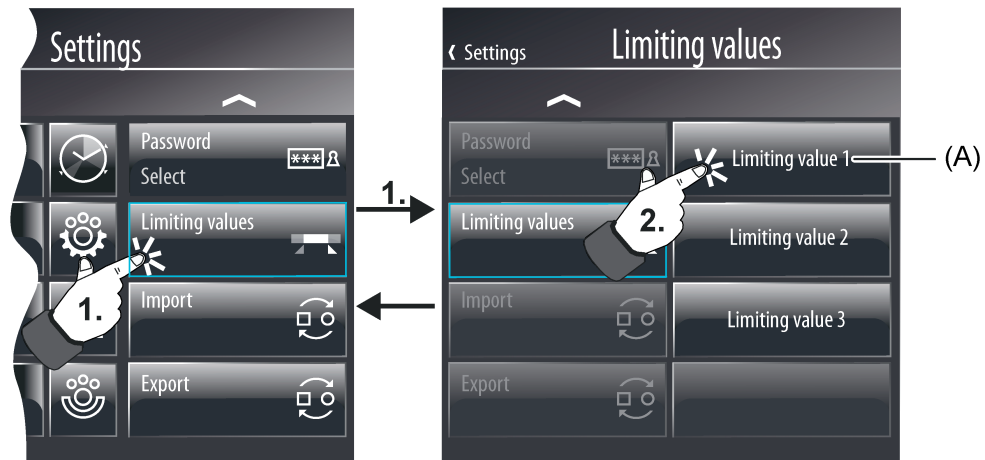 Settings
Password
***
Select
Limiting values
1.
Import
Export
1.
Settings
Limiting values
Password
***
Select
Limiting values
2.
Import
Export
Limiting value 1
(A)
Limiting value 2
Limiting value 3